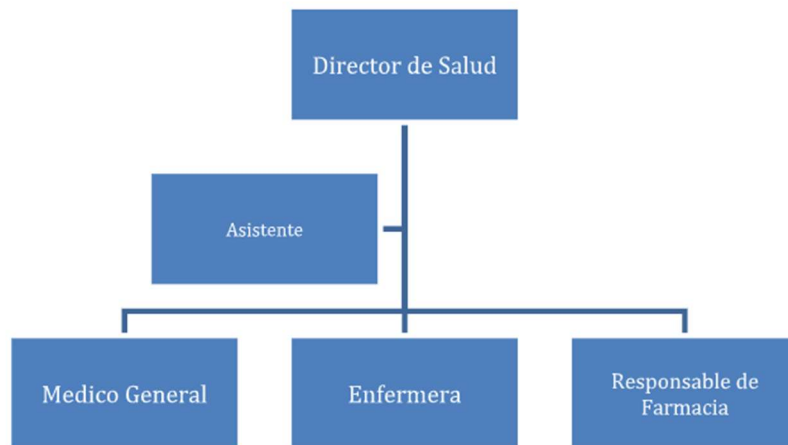 Director de Salud
Asistente
Medico General
Enfermera
Responsable de
Farmacia